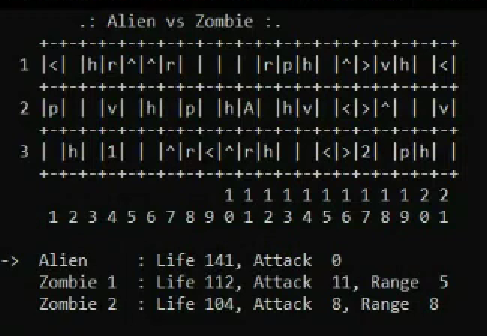 .: Alien vs Zombie :.
+-+-+-+-+-+-+-+-+-+-+-+-+-+-+-+-+-+-+-+-+-+
1 |<| |h|r|^|^|r| | | | |r|p|h| |^|>|v|h| |<|
+-+-+-+-+-+-+-+-+-+-+-+-+-+-+-+-+-+-+-+-+-+
2 |p| | |v| |h| |p| |h|A| |h|v| |<|>|^| | |v|
+-+-+-+-+-+-+-+-+-+-+-+-+-+-+-+-+-+-+-+-+-+
3 | |h| |1| | |^|r|<|^|r|h| | |<|>|2| |p|h| |
+-+-+-+-+-+-+-+-+-+-+-+-+-+-+-+-+-+-+-+-+-+
1 1 1 1 1 1 1 1 1 1 2 2
1 2 3 4 5 6 7 8 9 0 1 2 3 4 5 6 7 8 9 0 1
-> Alien : Life 141, Attack 0
Zombie 1 : Life 112, Attack 11, Range 5
Zombie 2 : Life 104, Attack 8, Range 8